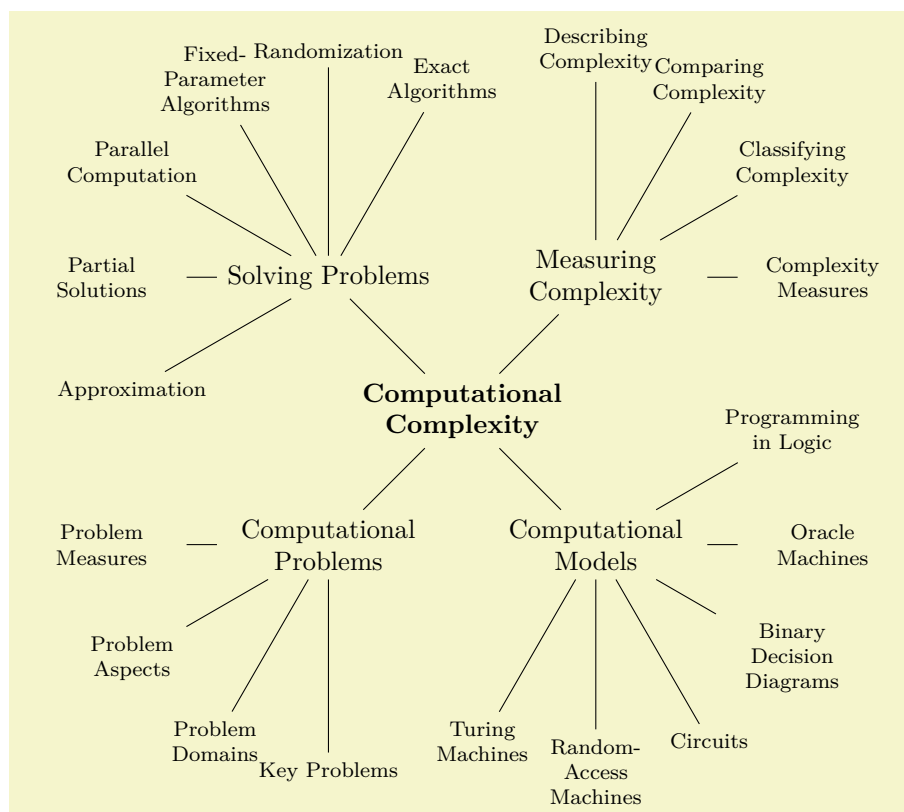 Fixed-
Parameter
Algorithms
Randomization
Exact
Algorithms
Parallel
Computation
Partial
Solutions
Solving Problems
Approximation
Describing
Complexity
Comparing
Complexity
Classifying
Complexity
Measuring
Complexity
Complexity
Measures
Computational
Complexity
Computational
Problems
Problem
Measures
Problem
Aspects
Problem
Domains
Key Problems
Computational
Models
Programming
in Logic
Oracle
Machines
Binary
Decision
Diagrams
Circuits
Random-
Access
Machines
Turing
Machines